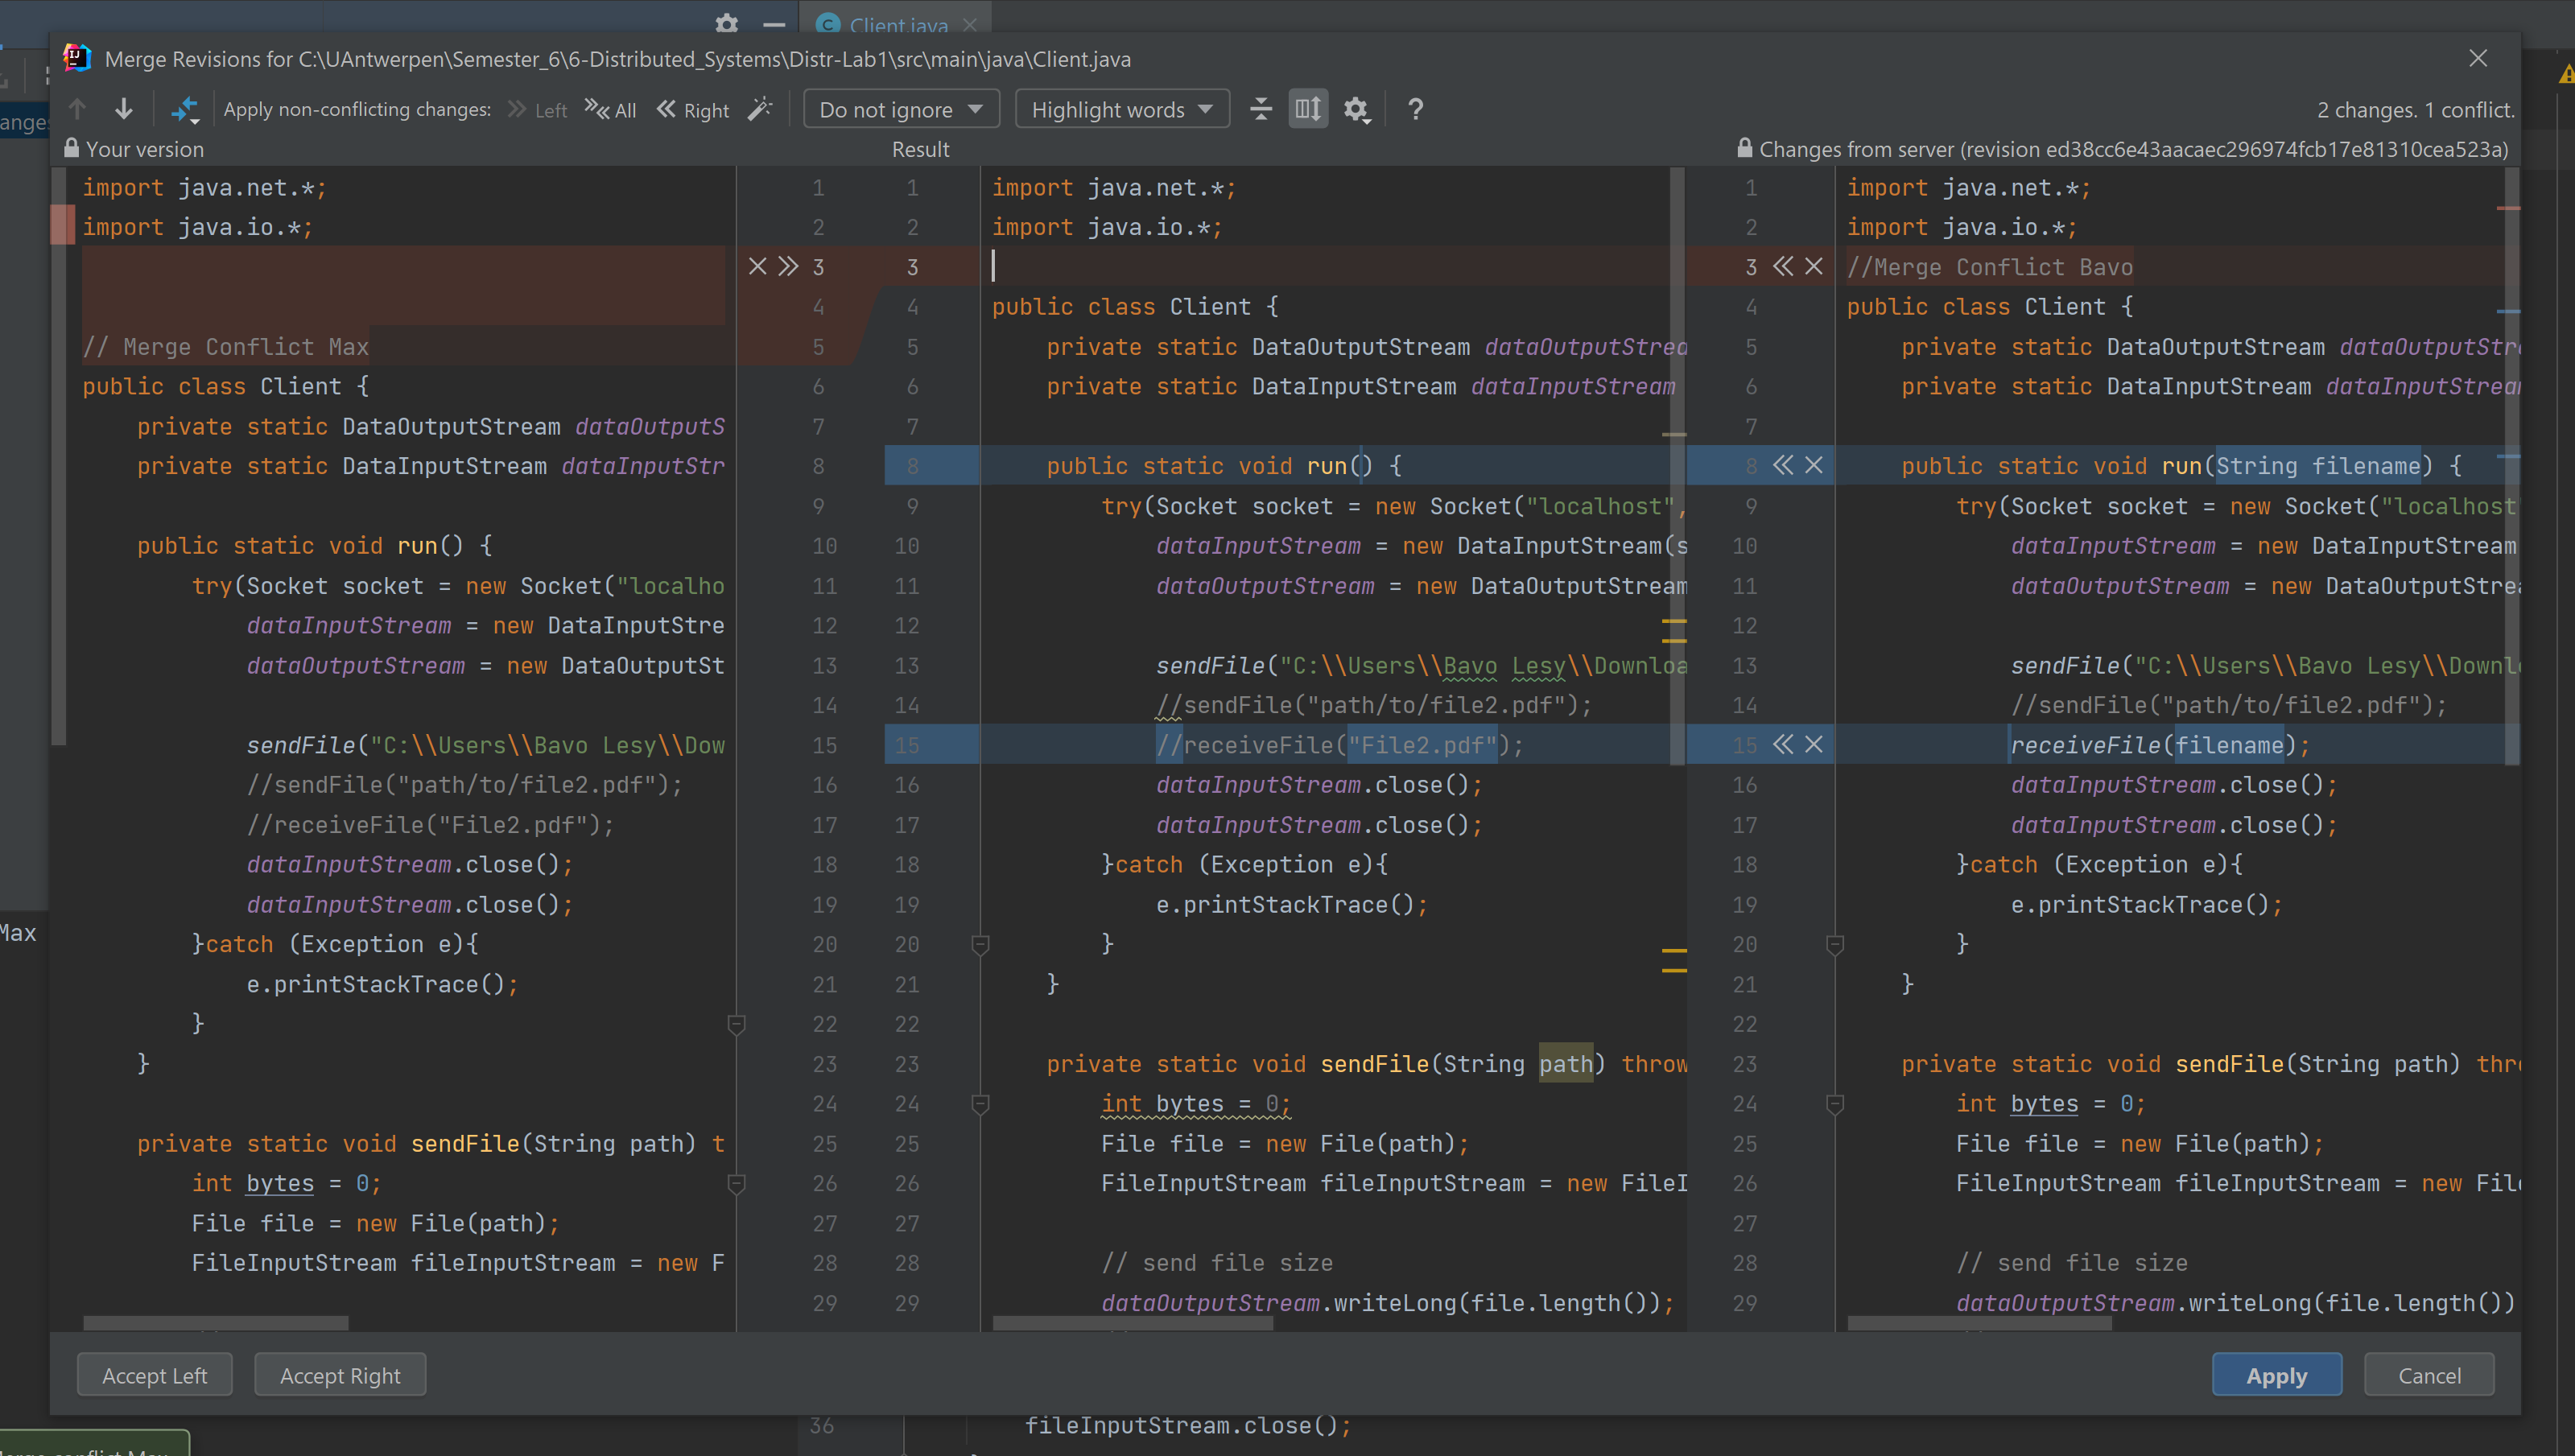 Client.java
Merge Revisions for C:\UAntwerpen\Semester_6\6-Distributed_Systems\Distr-Lab1\src\main\java\Client.java
Apply non-conflicting changes: Left All Right Do not ignore Highlight words ? 2 changes. 1 conflict.
Your version
Result
Changes from server (revision ed38cc6e43aacaec296974fcb17e81310cea523a)
import java.net.*; 1
import java.io.*; 2
3
4
// Merge Conflict Max 5
public class Client { 6
private static DataOutputStream dataOutputS 7
private static DataInputStream dataInputStr 8
9
public static void run() { 10
try(Socket socket = new Socket("localho 11
dataInputStream = new DataInputStre 12
dataOutputStream = new DataOutputSt 13
14
sendFile("C:\\Users\\Bavo Lesy\\Dow 15
//sendFile("path/to/file2.pdf"); 16
//receiveFile("File2.pdf"); 17
dataInputStream.close(); 18
dataInputStream.close(); 19
}catch (Exception e){ 20
e.printStackTrace(); 21
} 22
} 23
24
private static void sendFile(String path) t 25
int bytes = 0; 26
File file = new File(path); 27
FileInputStream fileInputStream = new F 28
29
1 import java.net.*;
2 import java.io.*;
3
4 public class Client {
5 private static DataOutputStream dataOutputStrea
6 private static DataInputStream dataInputStream
7
8 public static void run() {
9 try(Socket socket = new Socket("localhost",
10 dataInputStream = new DataInputStream(s
11 dataOutputStream = new DataOutputStream
12
13 sendFile("C:\\Users\\Bavo Lesy\\Downloa
14 //sendFile("path/to/file2.pdf");
15 //receiveFile("File2.pdf");
16 dataInputStream.close();
17 dataInputStream.close();
18 }catch (Exception e){
19 e.printStackTrace();
20 }
21 }
22
23 private static void sendFile(String path) throw
24 int bytes = 0;
25 File file = new File(path);
26 FileInputStream fileInputStream = new FileI
27
28 // send file size
29 dataOutputStream.writeLong(file.length());
1 import java.net.*;
2 import java.io.*;
3 //Merge Conflict Bavo
4 public class Client {
5 private static DataOutputStream dataOutputStr
6 private static DataInputStream dataInputStrea
7
8 public static void run(String filename) {
9 try(Socket socket = new Socket("localhost"
10 dataInputStream = new DataInputStream
11 dataOutputStream = new DataOutputStrea
12
13 sendFile("C:\\Users\\Bavo Lesy\\Downl
14 //sendFile("path/to/file2.pdf");
15 receiveFile(filename);
16 dataInputStream.close();
17 dataInputStream.close();
18 }catch (Exception e){
19 e.printStackTrace();
20 }
21 }
22
23 private static void sendFile(String path) thr
24 int bytes = 0;
25 File file = new File(path);
26 FileInputStream fileInputStream = new Fil
27
28 // send file size
29 dataOutputStream.writeLong(file.length())
anges
Max
Accept Left Accept Right Apply Cancel
36 fileInputStream.close();